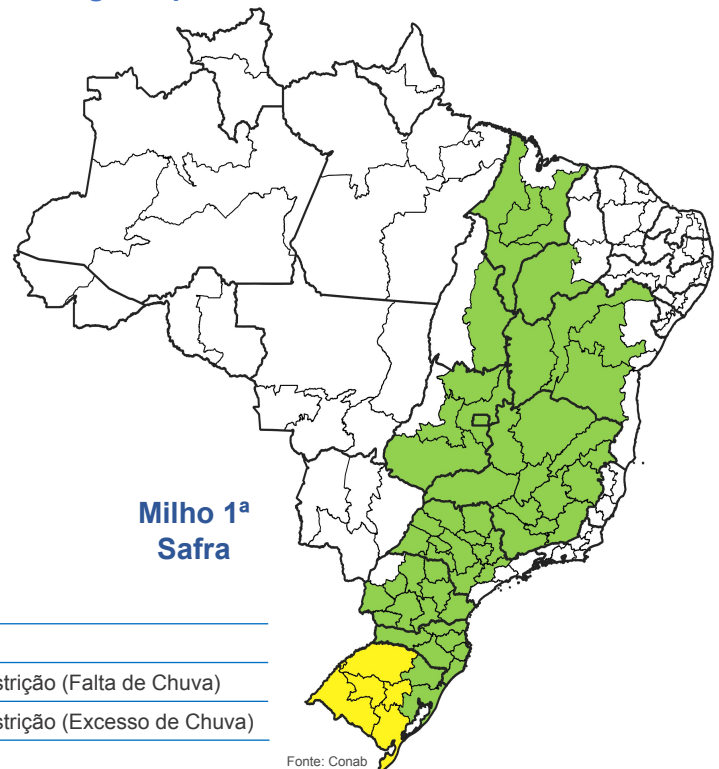 Milho 1ª
Safra
strição (Falta de Chuva)
strição (Excesso de Chuva)
Fonte: Conab